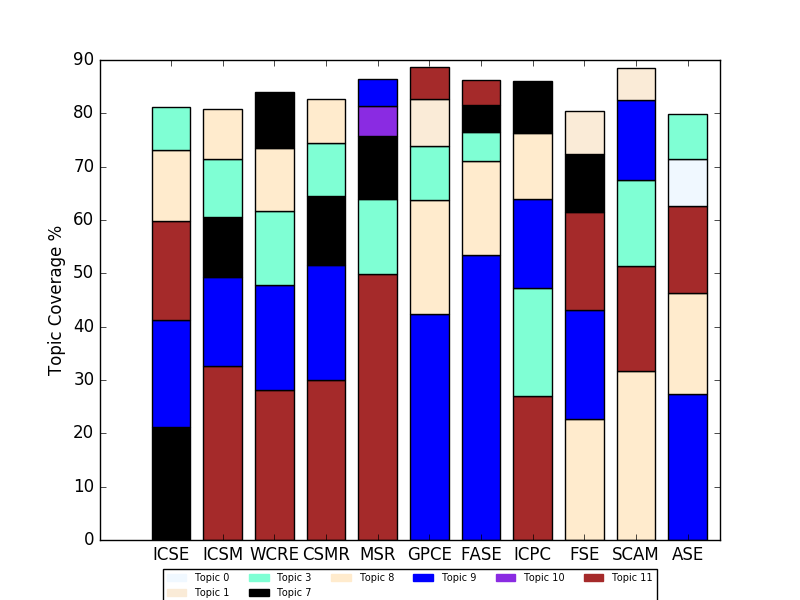 90
80
70
60
50
40
30
20
10
0
Topic Coverage %
ICSE ICSM WCRE CSMR MSR GPCE FASE ICPC FSE SCAM ASE
Topic 0 Topic 3 Topic 8 Topic 9 Topic 10 Topic 11
Topic 1 Topic 7